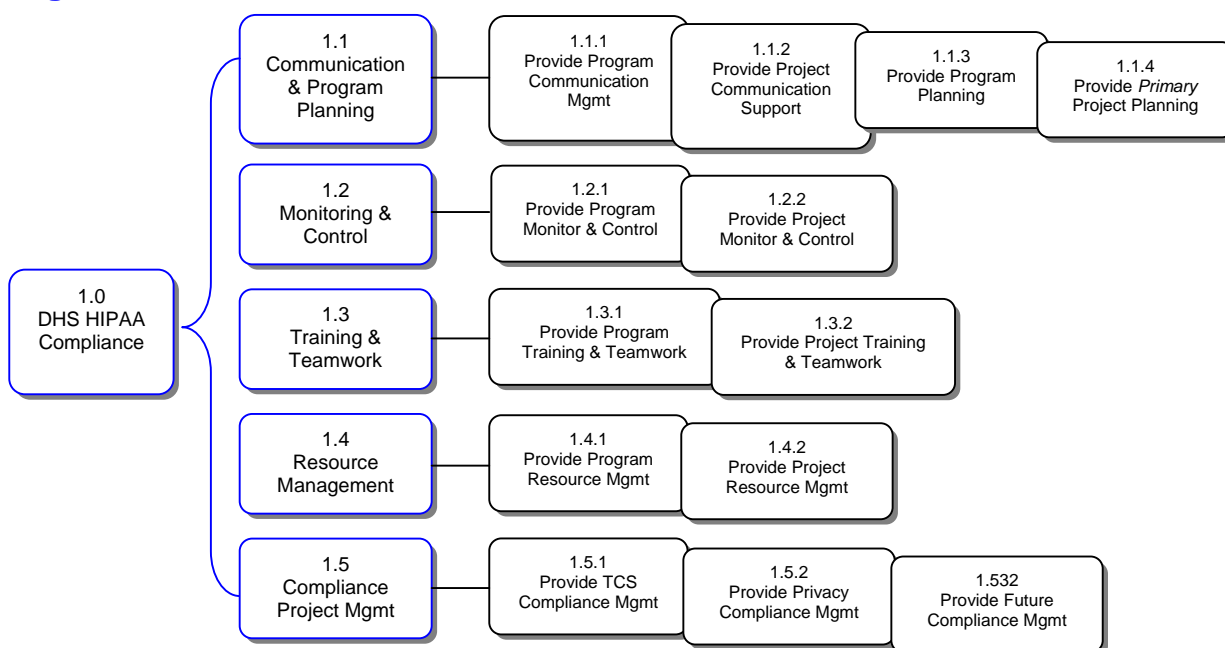 1.0
DHS HIPAA
Compliance
1.1
Communication
& Program
Planning
1.1.1
Provide Program
Communication
Mgmt
1.1.2
Provide Project
Communication
Support
1.1.3
Provide Program
Planning
1.1.4
Provide Primary
Project Planning
1.2
Monitoring &
Control
1.2.1
Provide Program
Monitor & Control
1.2.2
Provide Project
Monitor & Control
1.3
Training &
Teamwork
1.3.1
Provide Program
Training & Teamwork
1.3.2
Provide Project Training
& Teamwork
1.4
Resource
Management
1.4.1
Provide Program
Resource Mgmt
1.4.2
Provide Project
Resource Mgmt
1.5
Compliance
Project Mgmt
1.5.1
Provide TCS
Compliance Mgmt
1.5.2
Provide Privacy
Compliance Mgmt
1.532
Provide Future
Compliance Mgmt